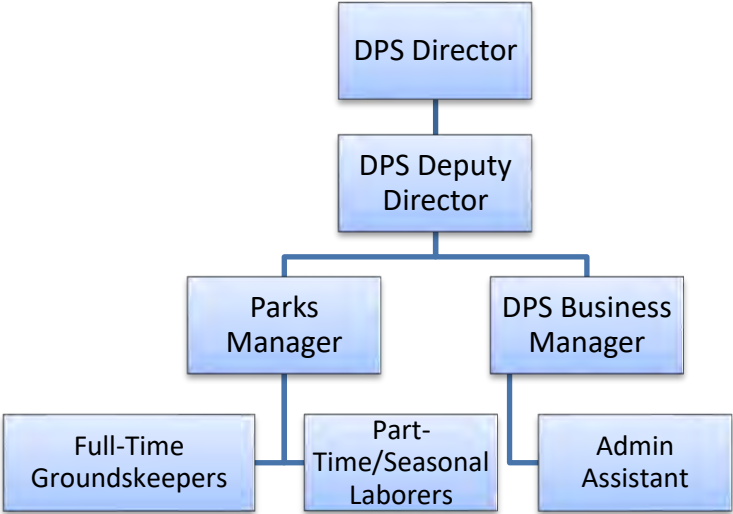 DPS Director
DPS Deputy
Director
Parks
Manager
DPS Business
Manager
Full-Time
Groundskeepers
Part-
Time/Seasonal
Laborers
Admin
Assistant